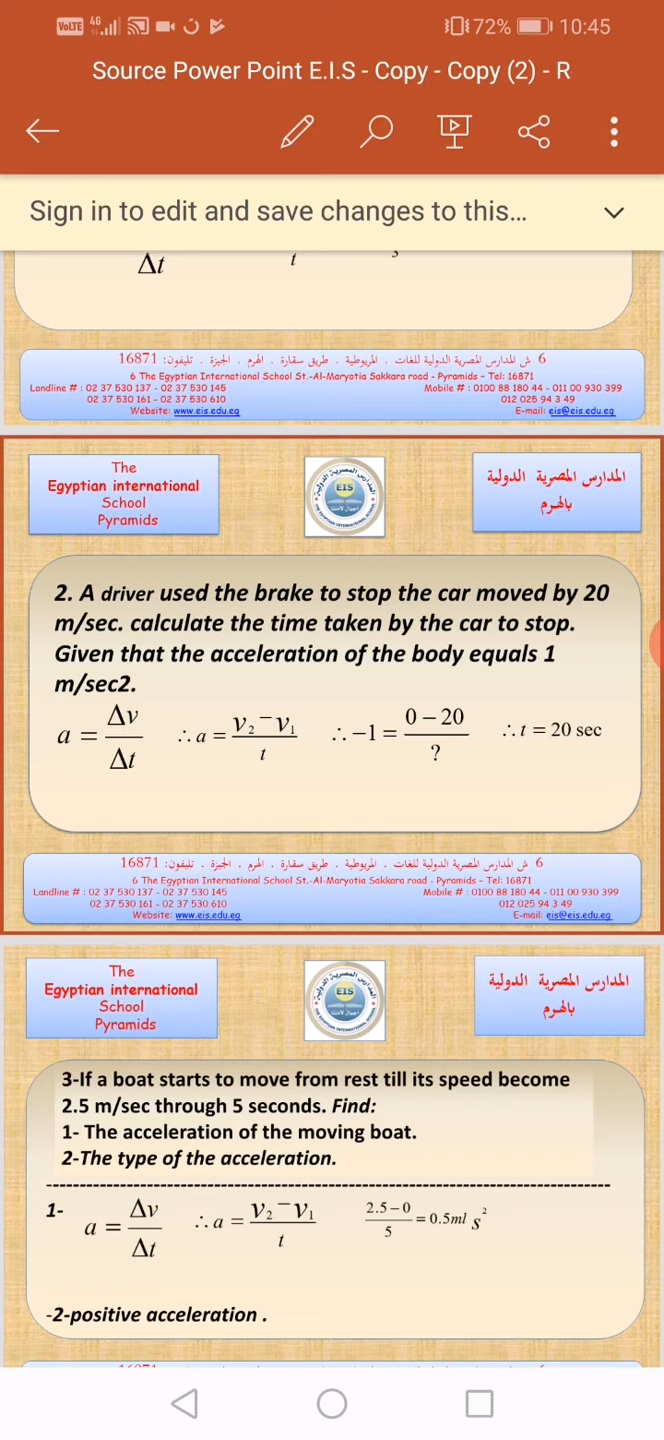 VoLTE 4G 72% 10:45
Source Power Point E.I.S - Copy - Copy (2) - R
Sign in to edit and save changes to this...
Δt t
6 ش المدارس المصرية الدولية للغات . المريوطية . طريق سقارة . الهرم . الجيزة . تليفون: 16871
6 The Egyptian International School St.-Al-Maryotia Sakkara road - Pyramids – Tel: 16871
Landline # : 02 37 530 137 - 02 37 530 145 Mobile # : 0100 88 180 44 - 011 00 930 399
02 37 530 161 - 02 37 530 610 012 025 94 3 49
Website: www.eis.edu.eg E-mail: eis@eis.edu.eg
The
Egyptian international
School
Pyramids
EIS
المدارس المصرية الدولية
بالهرم
2. A driver used the brake to stop the car moved by 20
m/sec. calculate the time taken by the car to stop.
Given that the acceleration of the body equals 1
m/sec2.
a = Δv/Δt ∴ a = (V₂ − V₁)/t ∴ −1 = (0 − 20)/? ∴ t = 20 sec
6 ش المدارس المصرية الدولية للغات . المريوطية . طريق سقارة . الهرم . الجيزة . تليفون: 16871
6 The Egyptian International School St.-Al-Maryotia Sakkara road - Pyramids – Tel: 16871
Landline # : 02 37 530 137 - 02 37 530 145 Mobile # : 0100 88 180 44 - 011 00 930 399
02 37 530 161 - 02 37 530 610 012 025 94 3 49
Website: www.eis.edu.eg E-mail: eis@eis.edu.eg
The
Egyptian international
School
Pyramids
EIS
المدارس المصرية الدولية
بالهرم
3-If a boat starts to move from rest till its speed become
2.5 m/sec through 5 seconds. Find:
1- The acceleration of the moving boat.
2-The type of the acceleration.
1- a = Δv/Δt ∴ a = (V₂ − V₁)/t (2.5 − 0)/5 = 0.5ml s²
-2-positive acceleration .